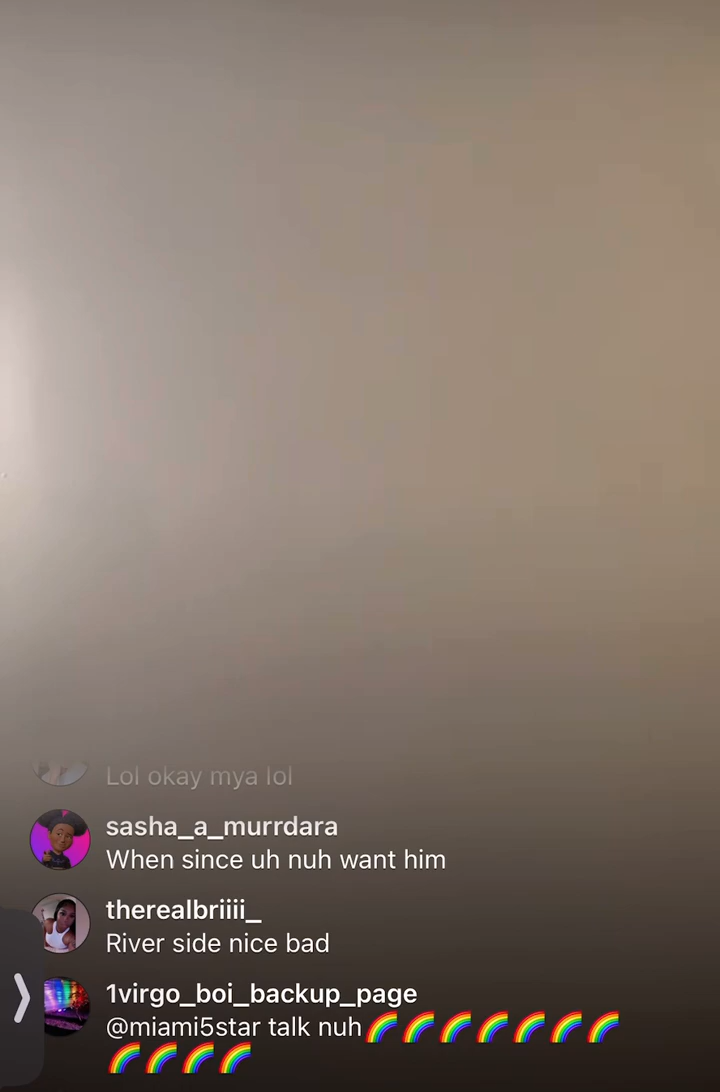 Lol okay mya lol
sasha_a_murrdara
When since uh nuh want him
therealbriiii_
River side nice bad
1virgo_boi_backup_page
@miami5star talk nuh🌈🌈🌈🌈🌈🌈🌈
🌈🌈🌈🌈